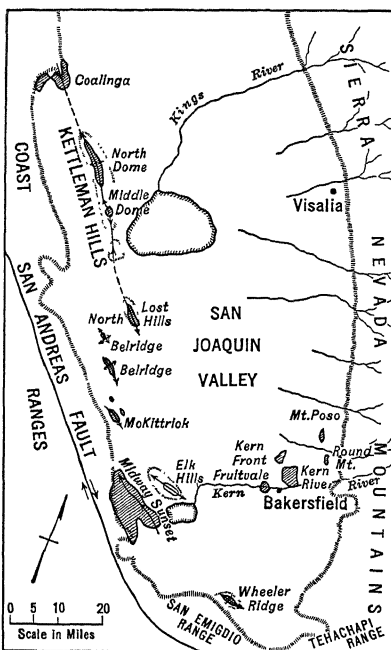 Coalinga
Kings River
SIERRA NEVADA MOUNTAINS
COAST RANGES
KETTLEMAN HILLS
North
Dome
Middle
Dome
Visalia
SAN ANDREAS FAULT
Lost
Hills
North
Belridge
Belridge
SAN
JOAQUIN
VALLEY
McKittrick
Mt. Poso
Kern
Front
Round
Mt.
Elk
Hills
Fruitvale
Kern
River
Kern River
Midway Sunset
Bakersfield
Wheeler
Ridge
SAN EMIGDIO
RANGE
TEHACHAPI
RANGE
0 10 20
Scale in Miles